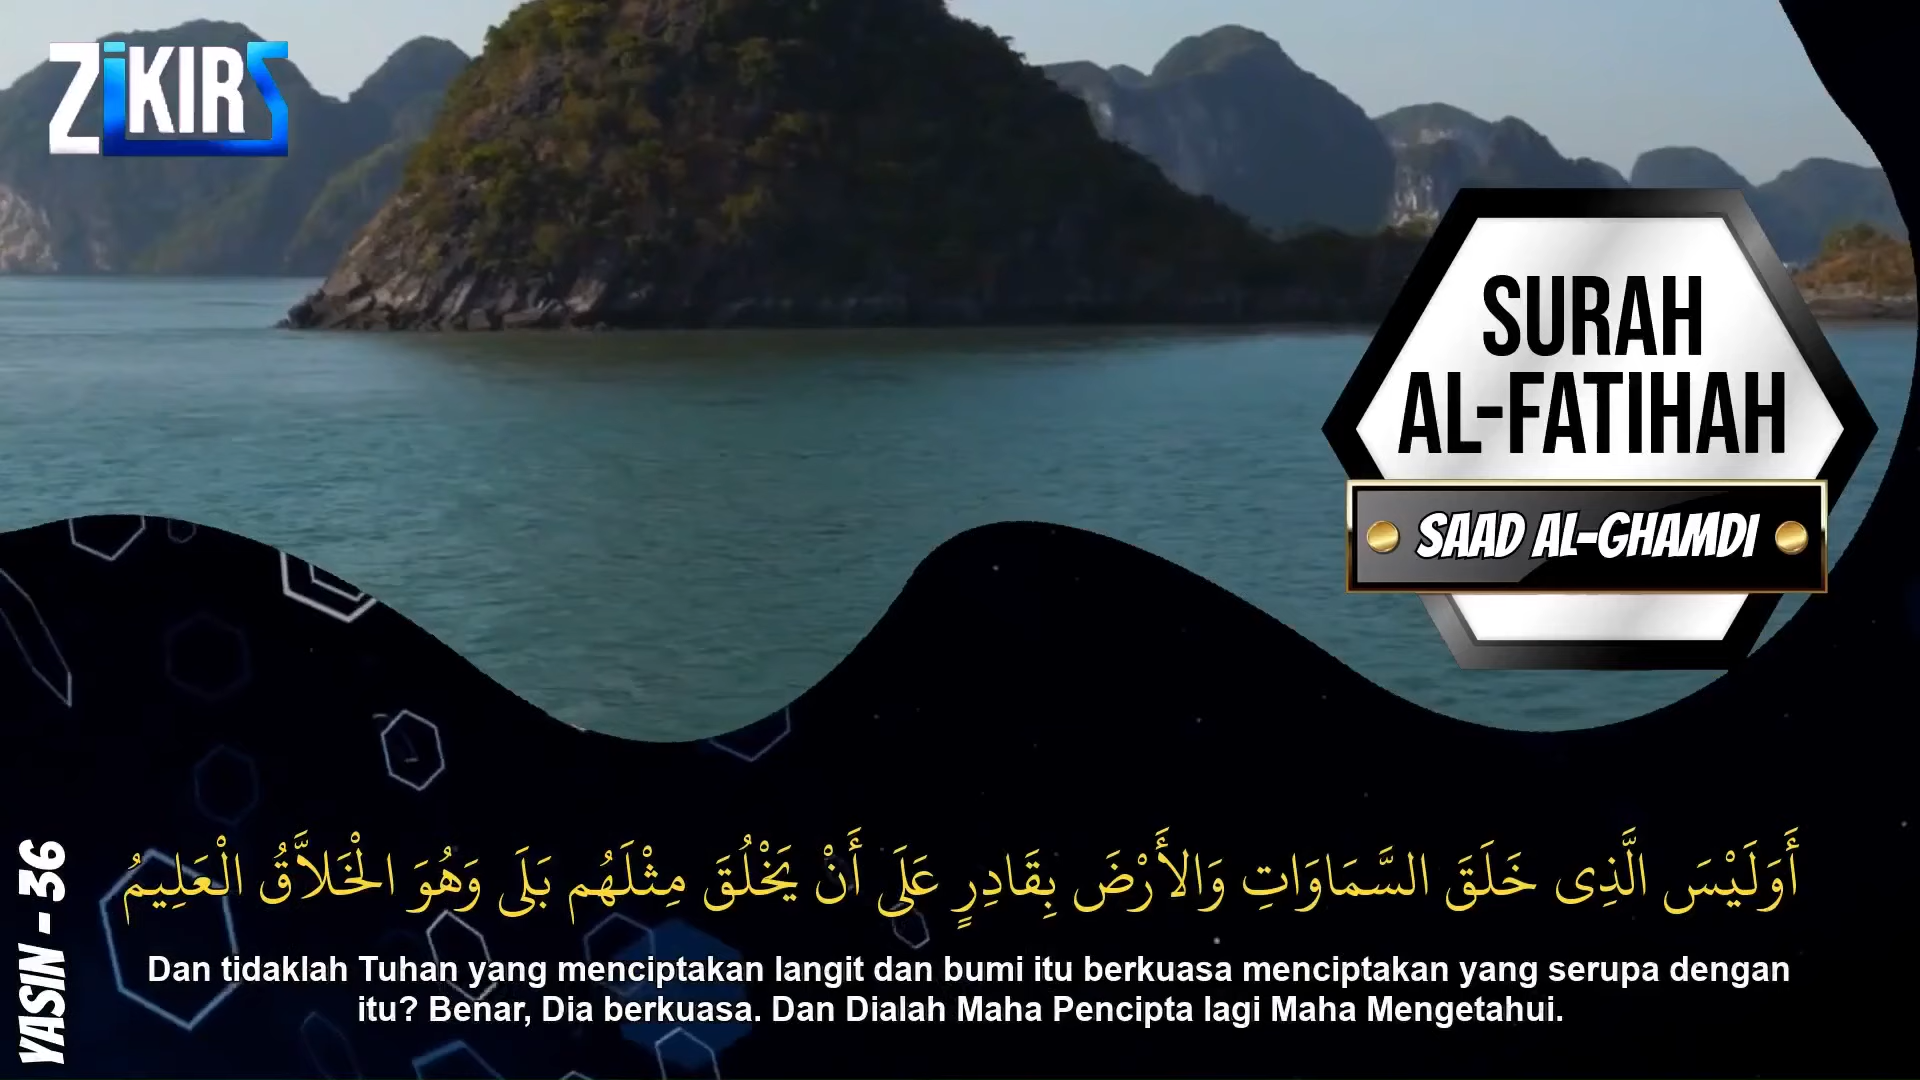 ZiKIRS
SURAH
AL-FATIHAH
SAAD AL-GHAMDI
YASIN - 36
أَوَلَيْسَ الَّذِى خَلَقَ السَّمَاوَاتِ وَالأَرْضَ بِقَادِرٍ عَلَى أَنْ يَخْلُقَ مِثْلَهُم بَلَى وَهُوَ الْخَلاَّقُ الْعَلِيمُ
Dan tidaklah Tuhan yang menciptakan langit dan bumi itu berkuasa menciptakan yang serupa dengan
itu? Benar, Dia berkuasa. Dan Dialah Maha Pencipta lagi Maha Mengetahui.